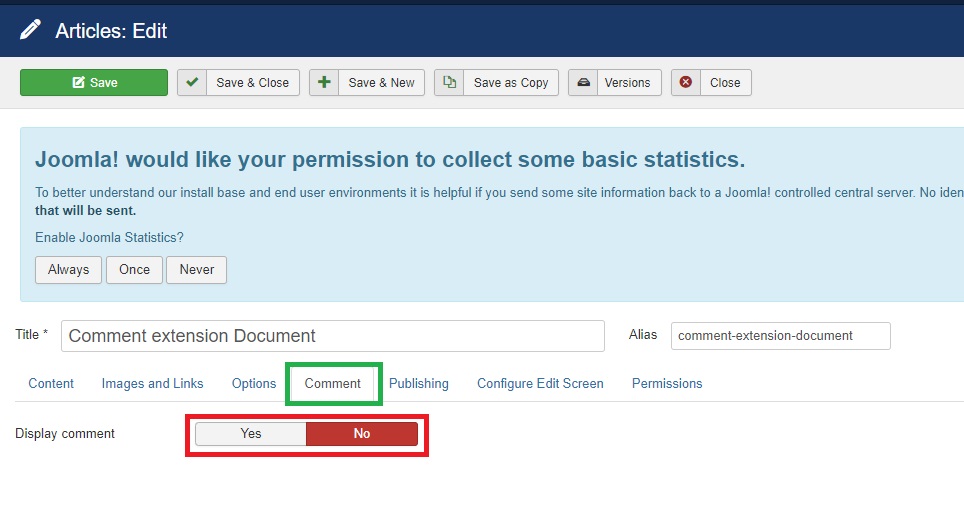 Articles: Edit
Save Save & Close Save & New Save as Copy Versions Close
Joomla! would like your permission to collect some basic statistics.
To better understand our install base and end user environments it is helpful if you send some site information back to a Joomla! controlled central server. No iden
that will be sent.
Enable Joomla Statistics?
Always Once Never
Title * Comment extension Document Alias comment-extension-document
Content Images and Links Options Comment Publishing Configure Edit Screen Permissions
Display comment Yes No